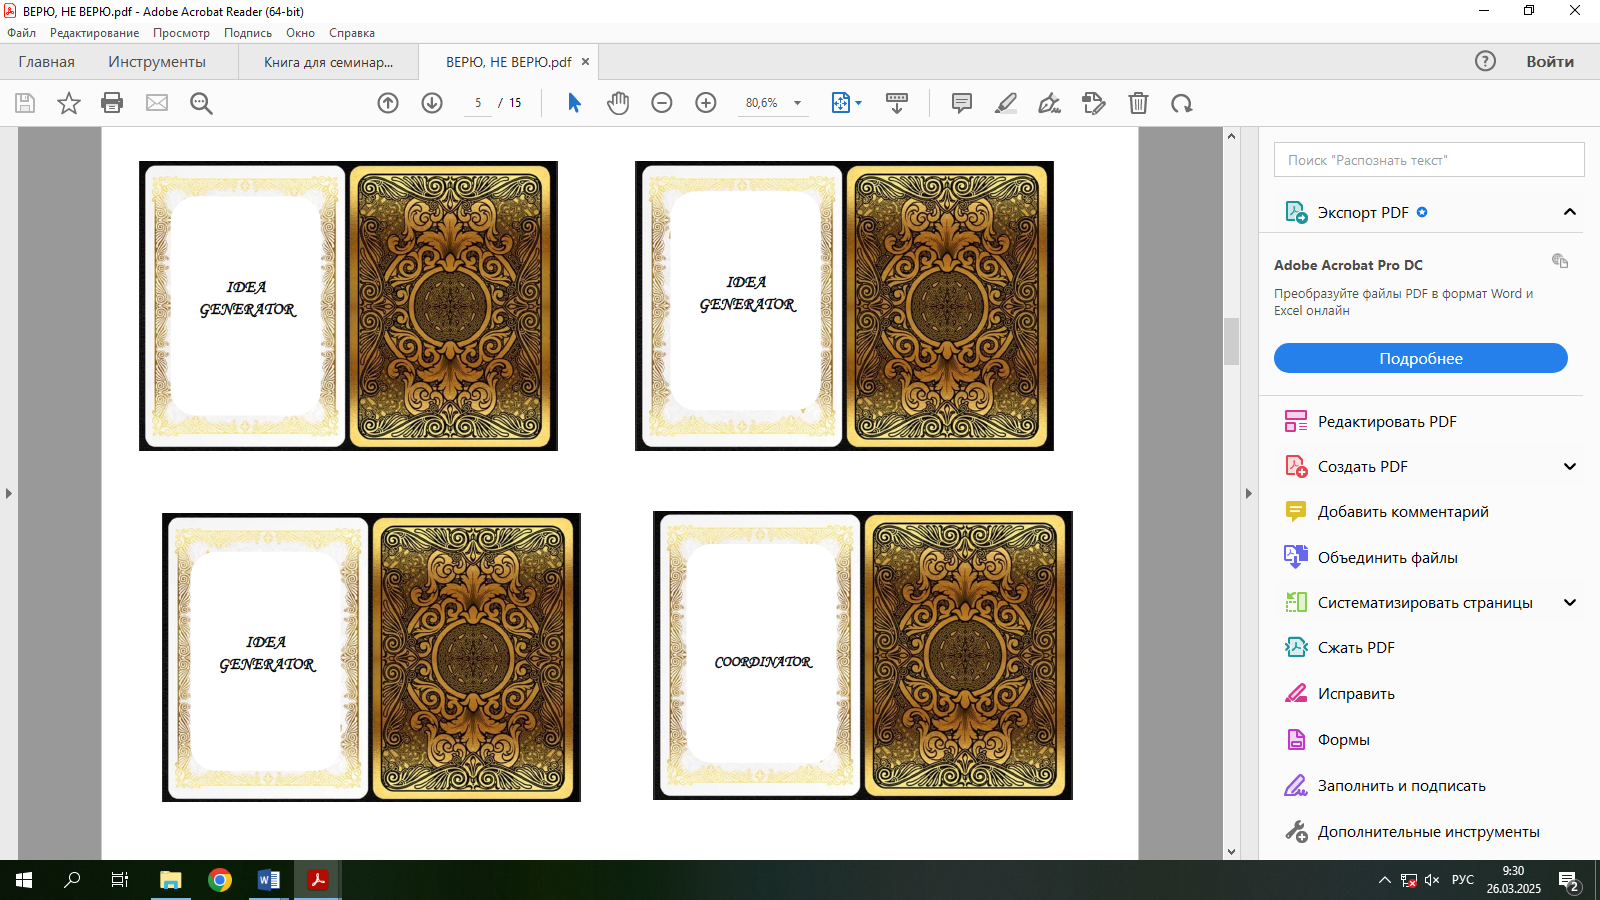 ВЕРЮ, НЕ ВЕРЮ.pdf - Adobe Acrobat Reader (64-bit)
Файл Редактирование Просмотр Подпись Окно Справка
Главная Инструменты Книга для семинар... ВЕРЮ, НЕ ВЕРЮ.pdf × Войти
5 / 15 80,6%
IDEA
GENERATOR
IDEA
GENERATOR
IDEA
GENERATOR
COORDINATOR
Поиск "Распознать текст"
Экспорт PDF
Adobe Acrobat Pro DC
Преобразуйте файлы PDF в формат Word и
Excel онлайн
Подробнее
Редактировать PDF
Создать PDF
Добавить комментарий
Объединить файлы
Систематизировать страницы
Сжать PDF
Исправить
Формы
Заполнить и подписать
Дополнительные инструменты
РУС
9:30
26.03.2025
2